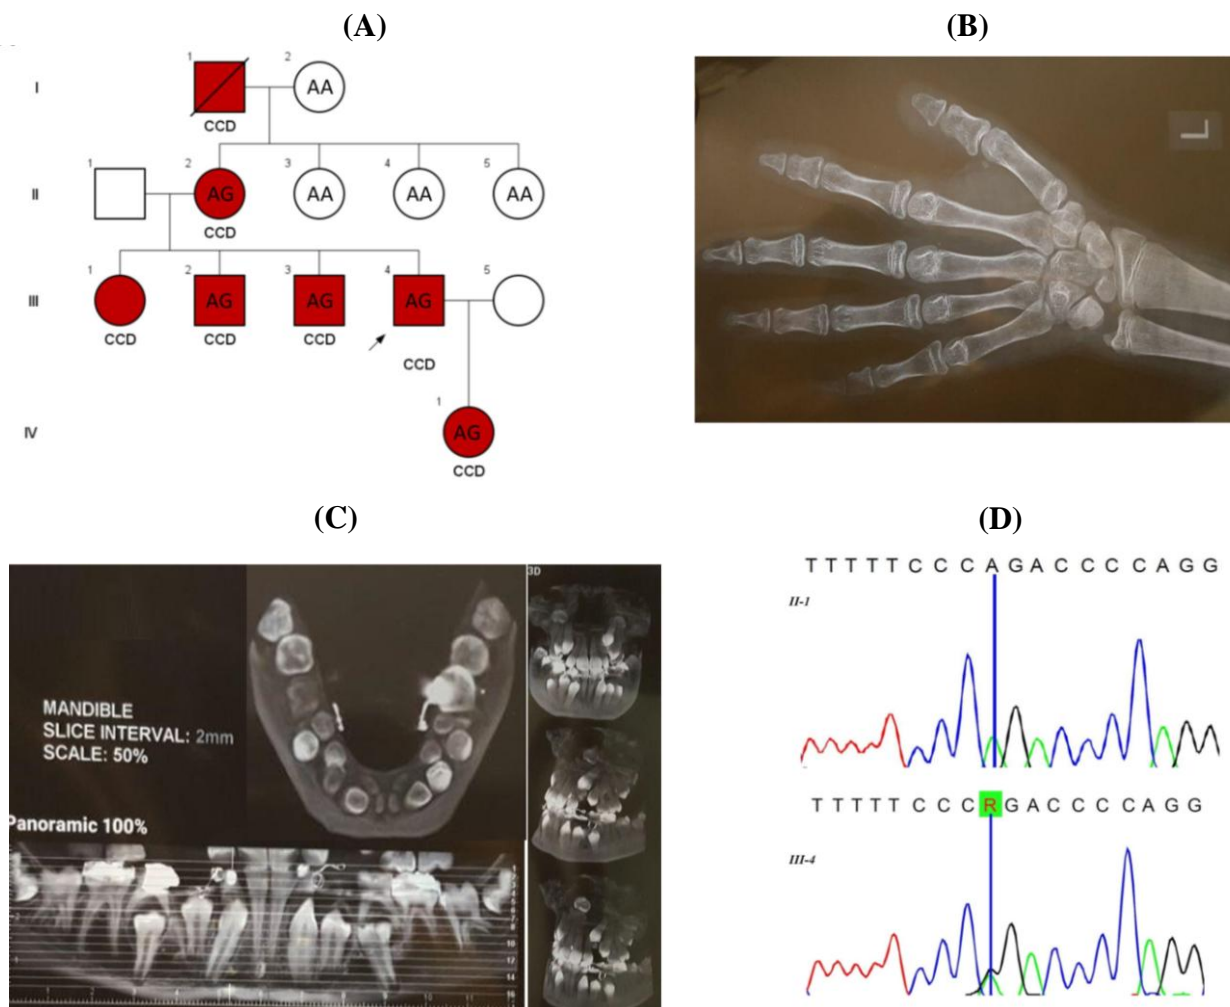 (A)
1 2
I AA
CCD
1 2 3 4 5
II AG AA AA AA
CCD
1 2 3 4 5
III AG AG AG
CCD CCD CCD CCD
1
IV AG
CCD
(B)
L
(C)
3D
MANDIBLE
SLICE INTERVAL: 2mm
SCALE: 50%
Panoramic 100%
(D)
T T T T T C C C A G A C C C C A G G
II-1
T T T T T C C C R G A C C C C A G G
III-4